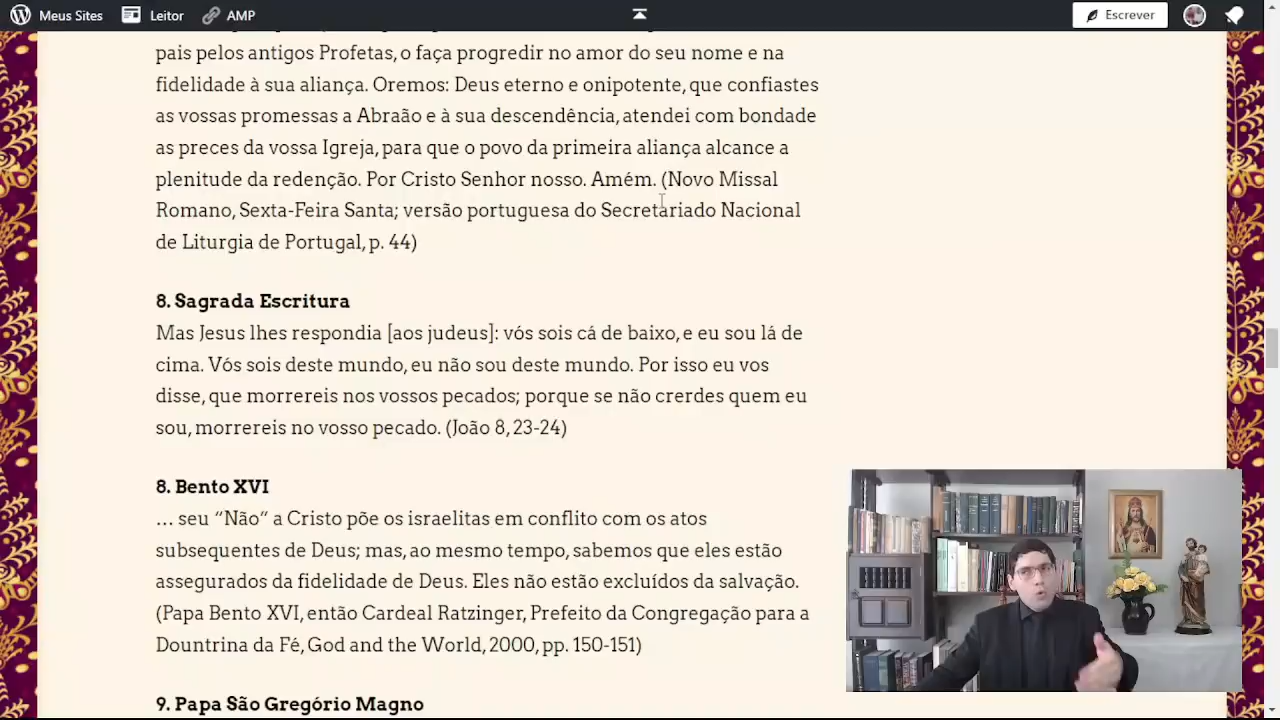 Meus Sites Leitor AMP Escrever
pais pelos antigos Profetas, o faça progredir no amor do seu nome e na
fidelidade à sua aliança. Oremos: Deus eterno e onipotente, que confiastes
as vossas promessas a Abraão e à sua descendência, atendei com bondade
as preces da vossa Igreja, para que o povo da primeira aliança alcance a
plenitude da redenção. Por Cristo Senhor nosso. Amém. (Novo Missal
Romano, Sexta-Feira Santa; versão portuguesa do Secretariado Nacional
de Liturgia de Portugal, p. 44)
8. Sagrada Escritura
Mas Jesus lhes respondia [aos judeus]: vós sois cá de baixo, e eu sou lá de
cima. Vós sois deste mundo, eu não sou deste mundo. Por isso eu vos
disse, que morrereis nos vossos pecados; porque se não crerdes quem eu
sou, morrereis no vosso pecado. (João 8, 23-24)
8. Bento XVI
… seu “Não” a Cristo põe os israelitas em conflito com os atos
subsequentes de Deus; mas, ao mesmo tempo, sabemos que eles estão
assegurados da fidelidade de Deus. Eles não estão excluídos da salvação.
(Papa Bento XVI, então Cardeal Ratzinger, Prefeito da Congregação para a
Dountrina da Fé, God and the World, 2000, pp. 150-151)
9. Papa São Gregório Magno